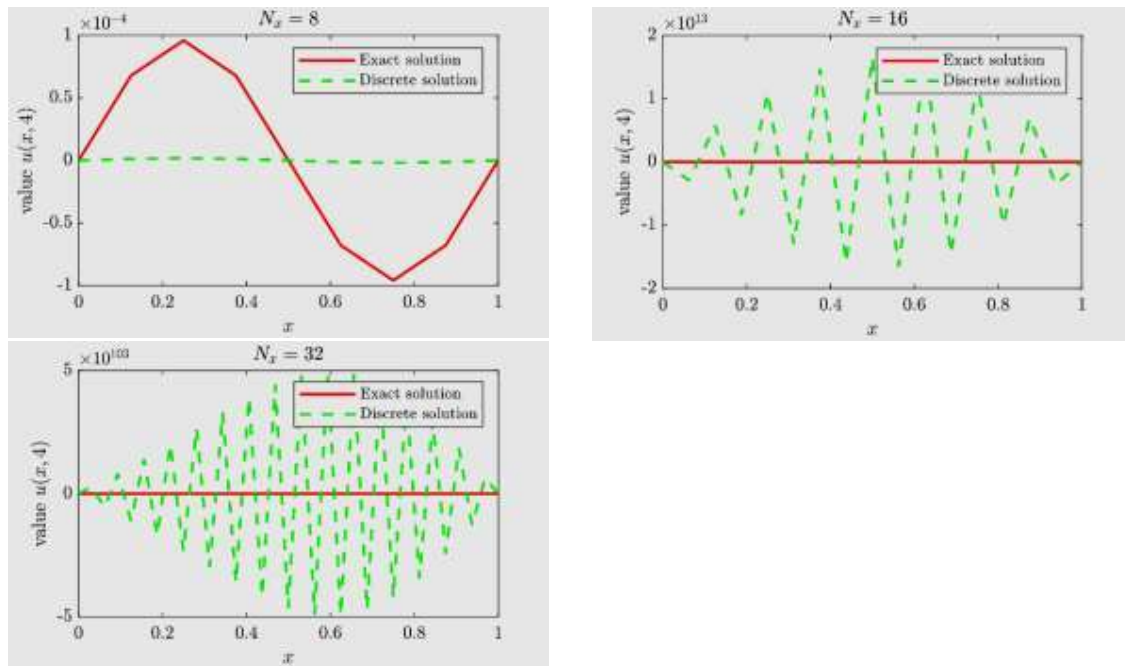 ×10⁻⁴
N_x = 8
1
0.5
0
-0.5
-1
value u(x, 4)
Exact solution
Discrete solution
0 0.2 0.4 0.6 0.8 1
x
×10¹³
N_x = 16
2
1
0
-1
-2
value u(x, 4)
Exact solution
Discrete solution
0 0.2 0.4 0.6 0.8 1
x
×10¹⁰³
N_x = 32
5
0
-5
value u(x, 4)
Exact solution
Discrete solution
0 0.2 0.4 0.6 0.8 1
x